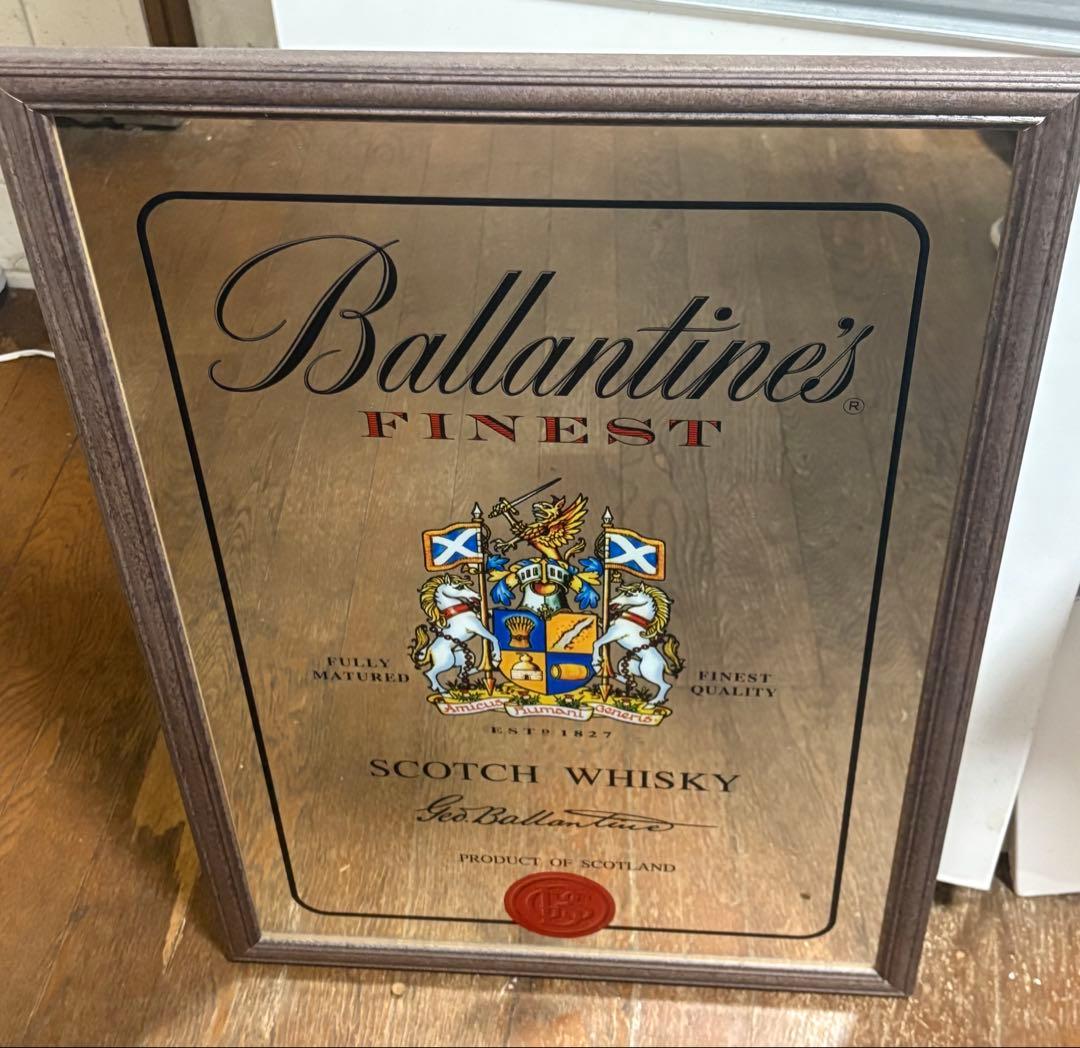 Ballantine's®
FINEST
FULLY
MATURED
FINEST
QUALITY
Amicus Humani Generis
ESTD 1827
SCOTCH WHISKY
Geo. Ballantine
PRODUCT OF SCOTLAND